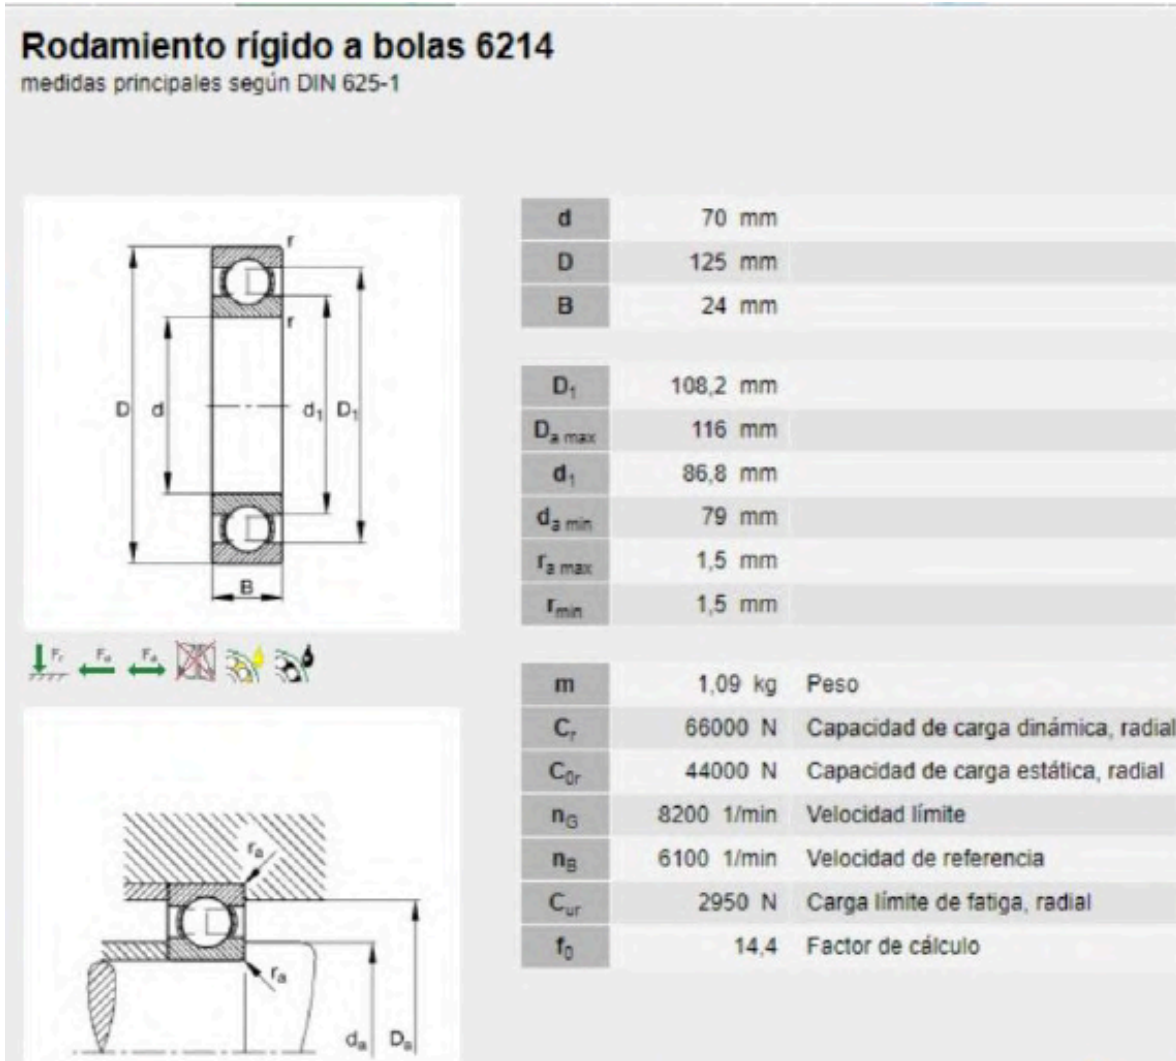 Rodamiento rígido a bolas 6214
medidas principales según DIN 625-1
r
r
D d d1 D1
B
Fr Fa Fa
ra
ra
da Da
d 70 mm
D 125 mm
B 24 mm
D1 108,2 mm
Da max 116 mm
d1 86,8 mm
da min 79 mm
ra max 1,5 mm
rmin 1,5 mm
m 1,09 kg Peso
Cr 66000 N Capacidad de carga dinámica, radial
C0r 44000 N Capacidad de carga estática, radial
nG 8200 1/min Velocidad límite
nB 6100 1/min Velocidad de referencia
Cur 2950 N Carga límite de fatiga, radial
f0 14,4 Factor de cálculo